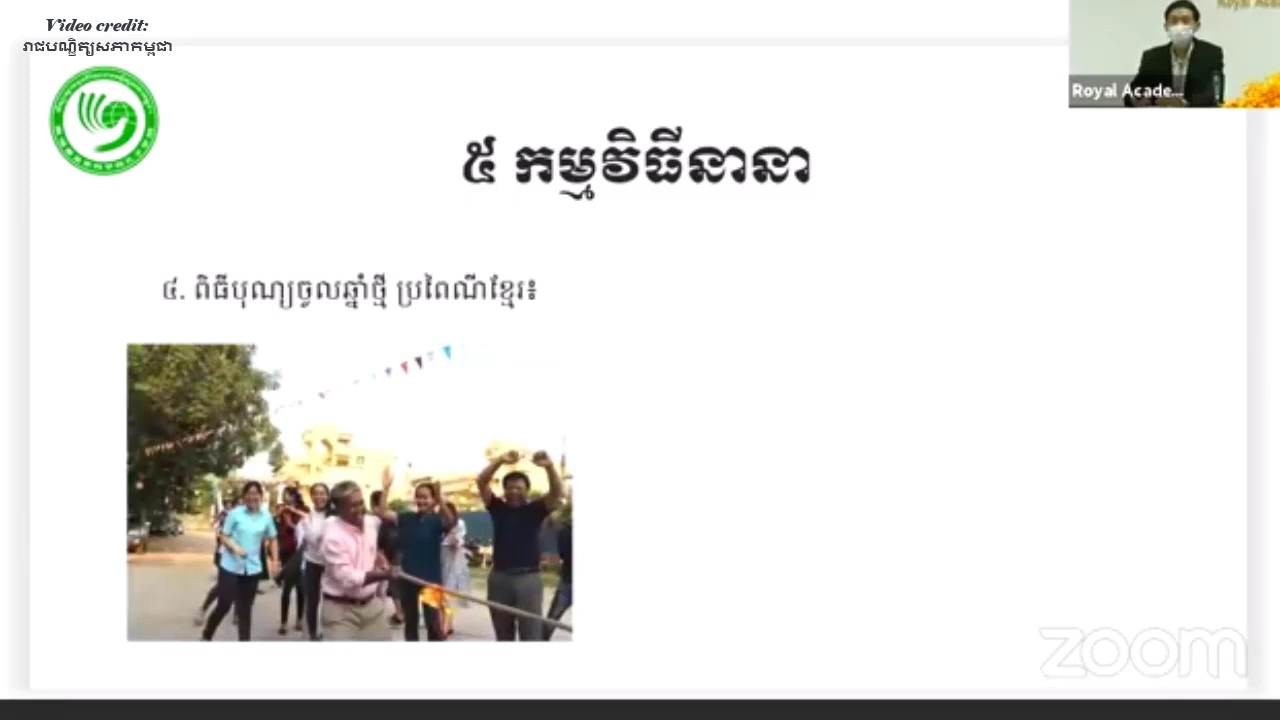 Video credit:
រាជបណ្ឌិត្យសភាកម្ពុជា
Royal Acade...
៥ កម្មវិធីនានា
៤. ពិធីបុណ្យចូលឆ្នាំថ្មី ប្រពៃណីខ្មែរ៖
zoom